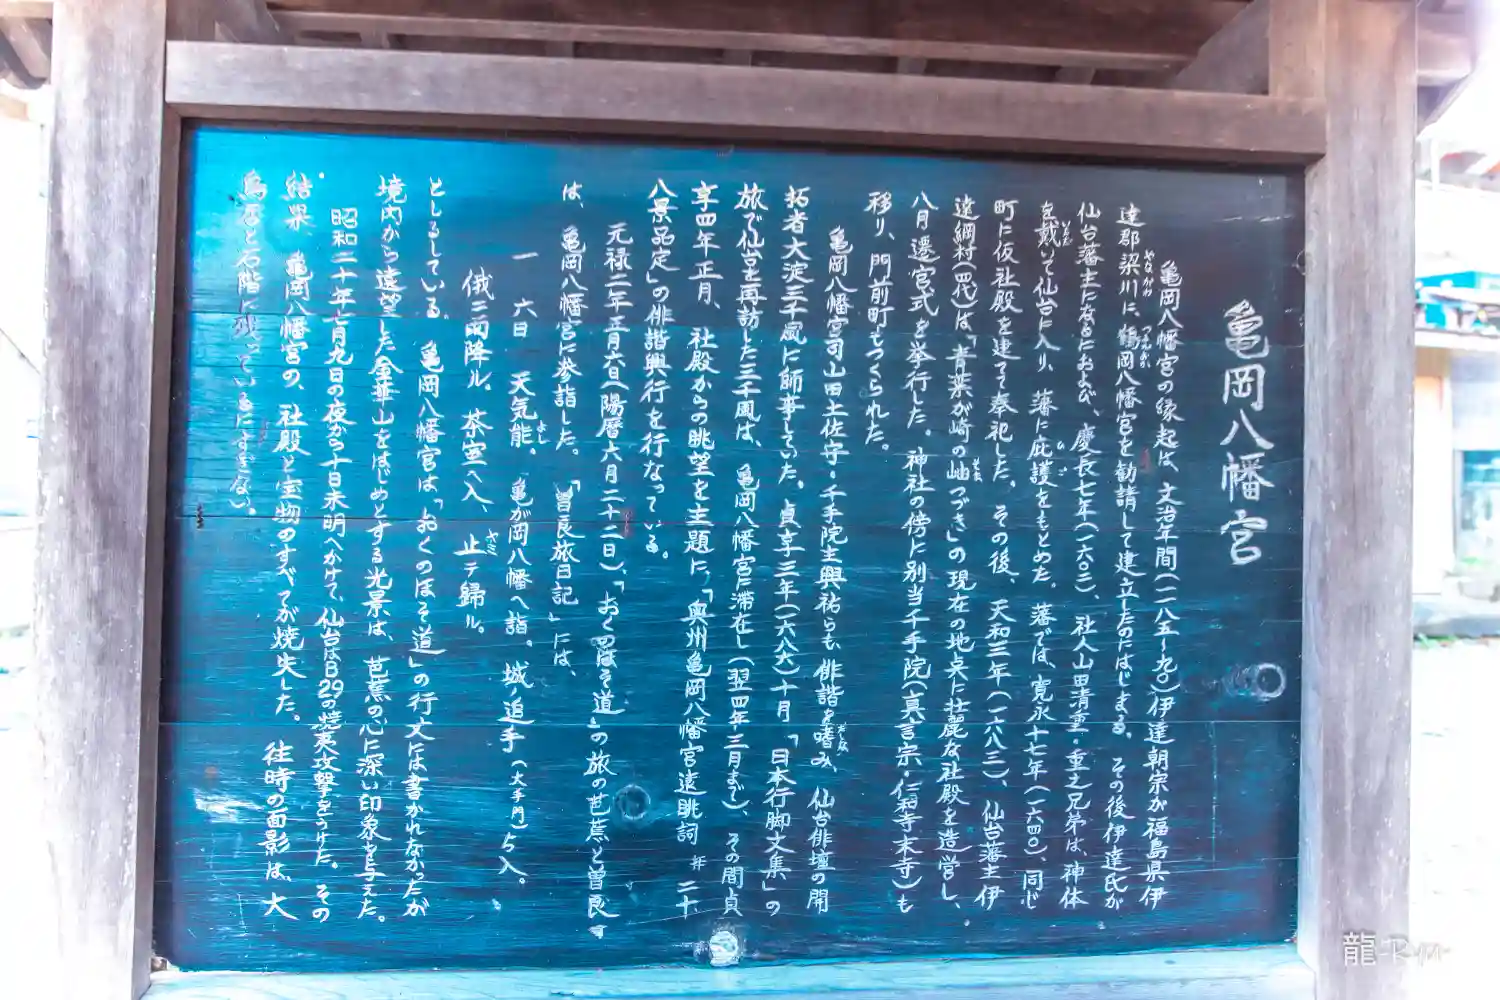 亀岡八幡宮
亀岡八幡宮の縁起は、文治年間(一一八五〜九〇)伊達朝宗が福島県伊
達郡梁川に、鶴岡八幡宮を勧請して建立したのにはじまる。その後伊達氏が
仙台藩主になるにおよび、慶長七年(一六〇二)、社人山田清重・重之兄弟は、神体
を戴いて仙台に入り、藩に庇護をもとめた。藩では、寛永十七年(一六四〇)、同じ
町に仮社殿を建てて奉祀した。その後、天和三年(一六八三)、仙台藩主伊
達綱村(四代)は、「青葉が崎の岫つづき」の現在の地点に壮麗な社殿を造営し、
八月遷宮式を挙行した。神社の傍に別当千手院(真言宗・仁和寺末寺)も
移り、門前町もつくられた。
亀岡八幡宮司山田土佐守・千手院主興祐らも、俳諧を嗜み、仙台俳壇の開
拓者大淀三千風に師事していた。貞享三年(一六八六)十月「日本行脚文集」の
旅で仙台を再訪した三千風は、亀岡八幡宮に滞在し(翌四年三月まで)、その間貞
享四年正月、社殿からの眺望を主題に、「奥州亀岡八幡宮遠眺詞 并 二十
八景品定」の俳諧興行を行なっている。
元禄二年五月六日(陽暦六月二十二日)、「おくのほそ道」の旅の芭蕉と曽良
は、亀岡八幡宮に参詣した。「曽良旅日記」には、
一 六日 天気能。亀が岡八幡へ詣。城ノ追手(大手門)ゟ入。
俄ニ雨降ル。茶室ヘ入、止テ帰ル。
としるしている。亀岡八幡宮は、「おくのほそ道」の行文には書かれなかったが
境内から遠望した金華山をはじめとする光景は、芭蕉の心に深い印象を与えた。
昭和二十年七月九日の夜から十日未明へかけて、仙台はB29の焼夷攻撃をうけた。その
結果 亀岡八幡宮の、社殿と宝物のすべてが焼失した。往時の面影は、大
鳥居と石階に残っているにすぎない。
龍-Ryu-